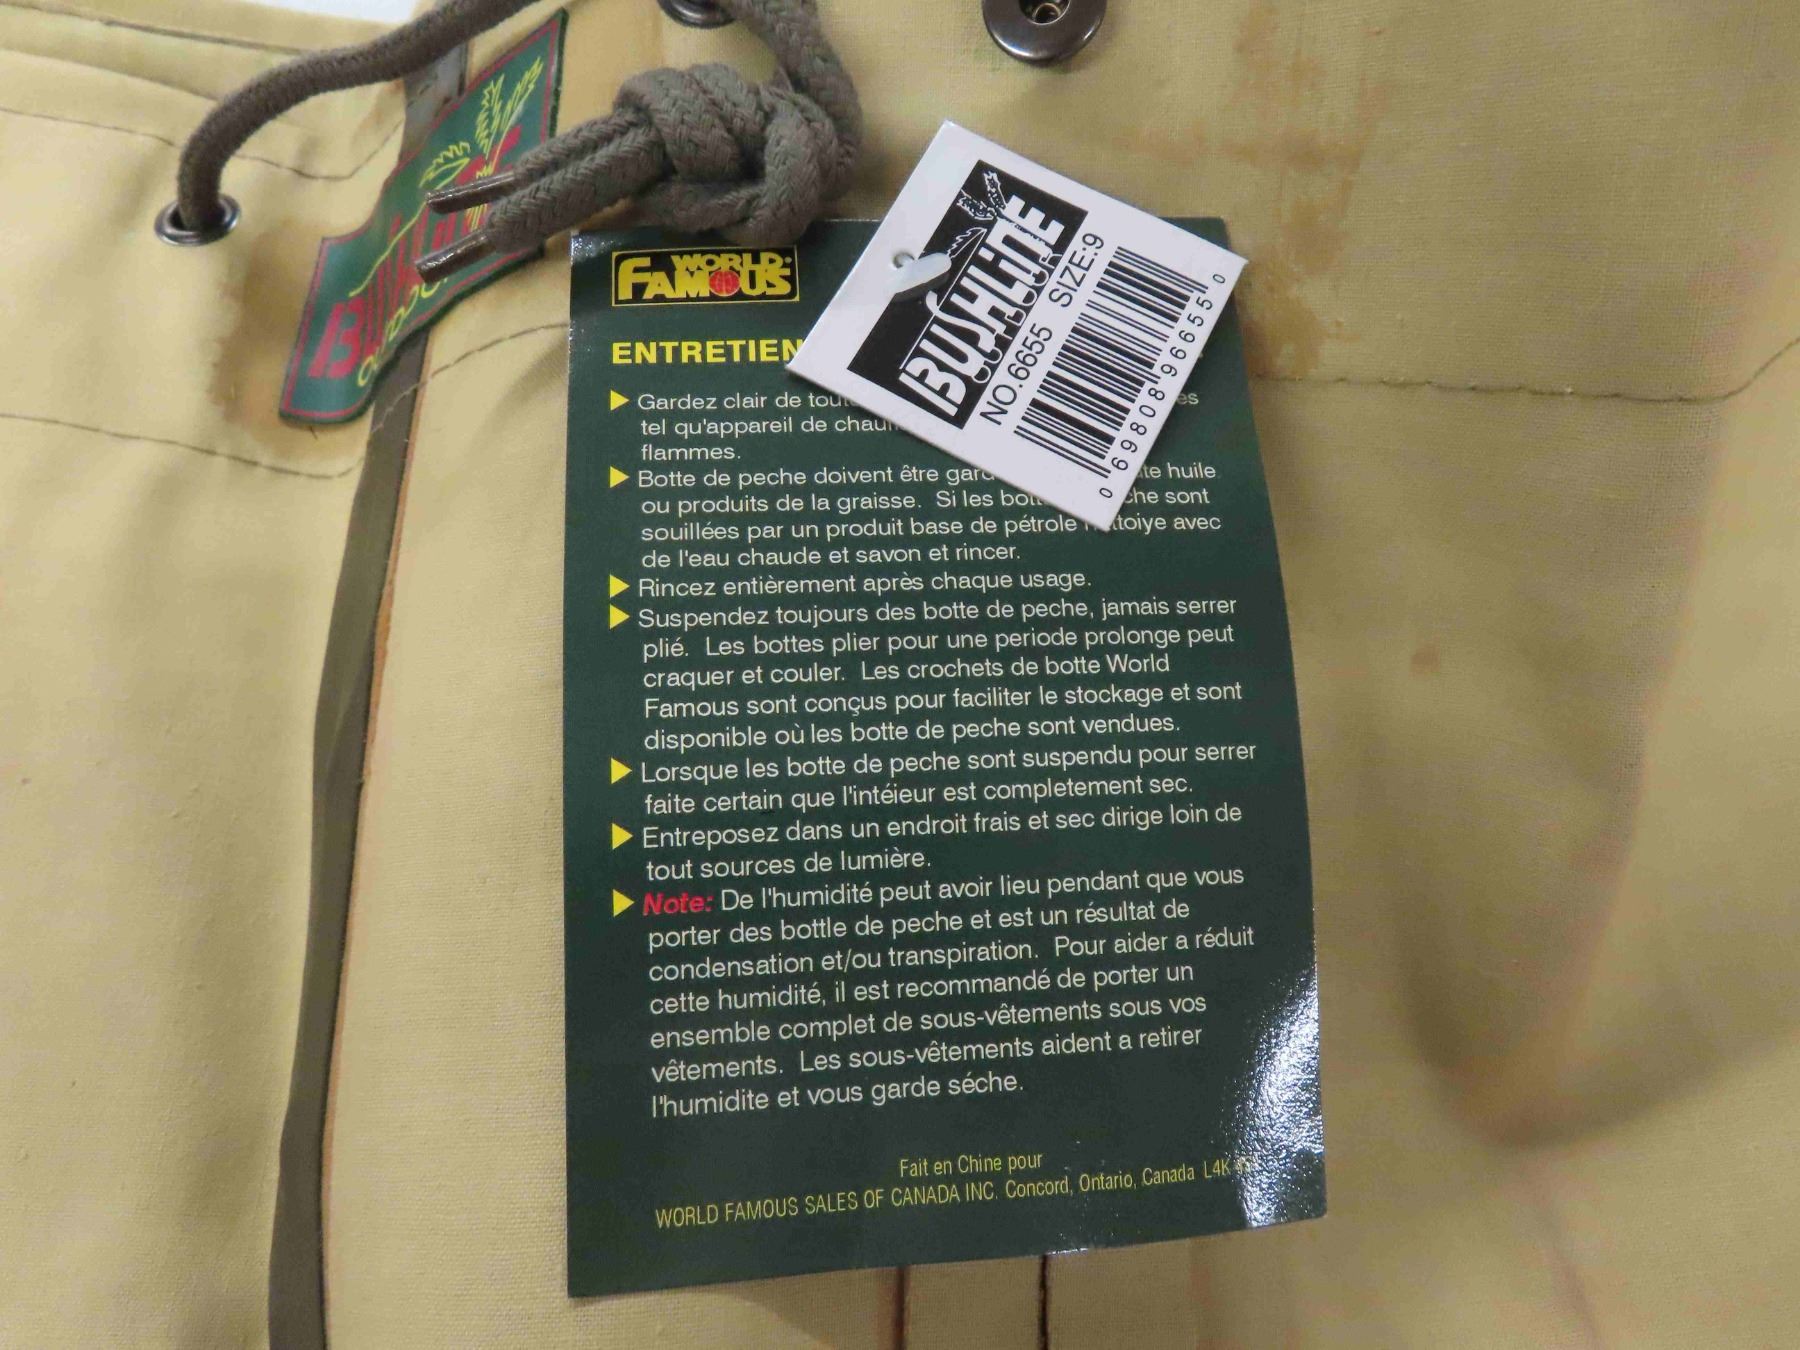 WORLD
FAMOUS
ENTRETIEN
Gardez clair de
tel qu'appareil de
flammes.
Botte de peche doivent être huile
ou produits de la graisse. Si les sont
souillées par un produit base de pétrole avec
de l'eau chaude et savon et rincer.
Rincez entièrement après chaque usage.
Suspendez toujours des botte de peche, jamais serrer
plié. Les bottes plier pour une periode prolonge peut
craquer et couler. Les crochets de botte World
Famous sont conçus pour faciliter le stockage et sont
disponible où les botte de peche sont vendues.
Lorsque les botte de peche sont suspendu pour serrer
faite certain que l'intéieur est completement sec.
Entreposez dans un endroit frais et sec dirige loin de
tout sources de lumière.
Note: De l'humidité peut avoir lieu pendant que vous
porter des bottle de peche et est un résultat de
condensation et/ou transpiration. Pour aider a réduit
cette humidité, il est recommandé de porter un
ensemble complet de sous-vêtements sous vos
vêtements. Les sous-vêtements aident a retirer
l'humidite et vous garde séche.
Fait en Chine pour
WORLD FAMOUS SALES OF CANADA INC. Concord, Ontario, Canada L4K
BUSHLINE
OUTDOOR
NO.6655 SIZE:9
0 69808 96655 0